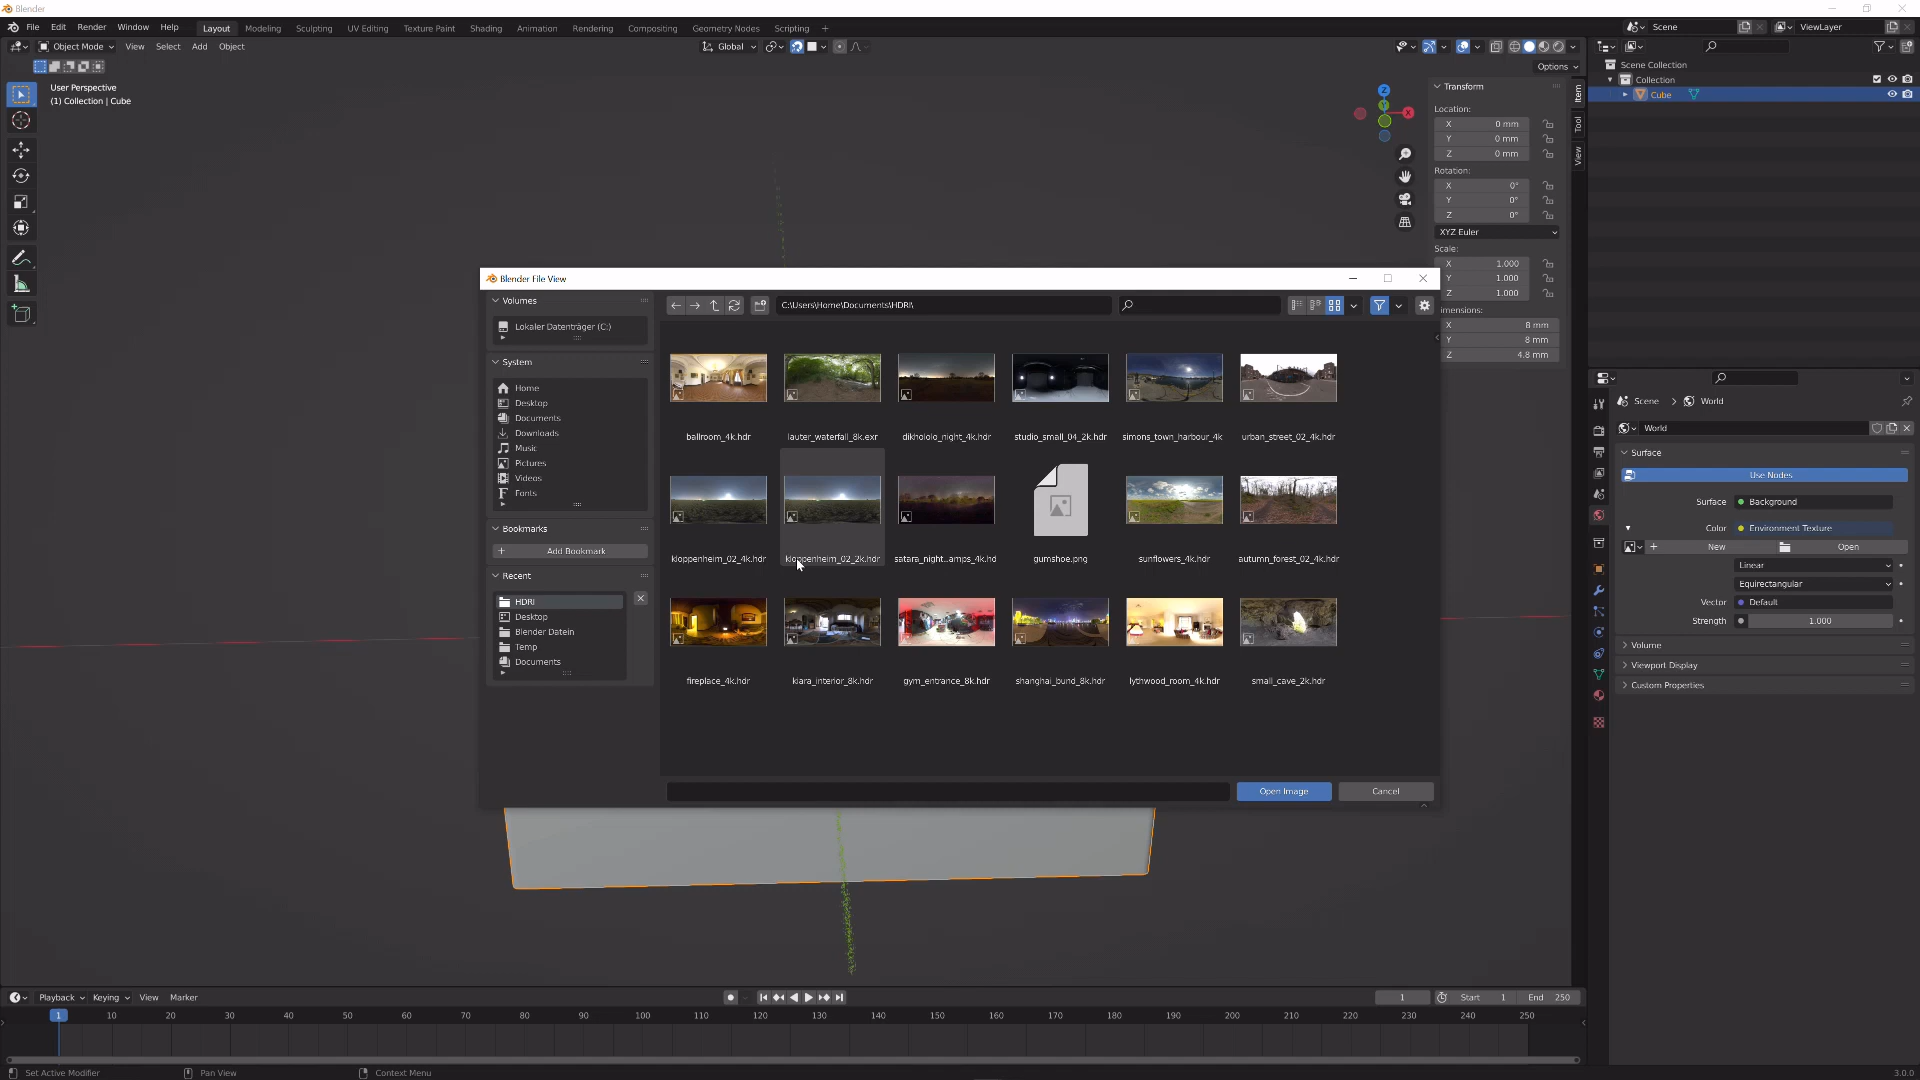 Blender
File Edit Render Window Help Layout Modeling Sculpting UV Editing Texture Paint Shading Animation Rendering Compositing Geometry Nodes Scripting + Scene ViewLayer
Object Mode View Select Add Object Global
Options
User Perspective
(1) Collection | Cube
Z
Y
X
Transform
Location:
X 0 mm
Y 0 mm
Z 0 mm
Rotation:
X 0°
Y 0°
Z 0°
XYZ Euler
Scale:
X 1.000
Y 1.000
Z 1.000
imensions:
X 8 mm
Y 8 mm
Z 4.8 mm
Item
Tool
View
Scene Collection
Collection
Cube
Blender File View
Volumes
Lokaler Datenträger (C:)
System
Home
Desktop
Documents
Downloads
Music
Pictures
Videos
Fonts
Bookmarks
+ Add Bookmark
Recent
HDRI
Desktop
Blender Datein
Temp
Documents
C:\Users\Home\Documents\HDRI\
ballroom_4k.hdr lauter_waterfall_8k.exr dikhololo_night_4k.hdr studio_small_04_2k.hdr simons_town_harbour_4k urban_street_02_4k.hdr
kloppenheim_02_4k.hdr kloppenheim_02_2k.hdr satara_night...amps_4k.hd gumshoe.png sunflowers_4k.hdr autumn_forest_02_4k.hdr
fireplace_4k.hdr kiara_interior_8k.hdr gym_entrance_8k.hdr shanghai_bund_8k.hdr lythwood_room_4k.hdr small_cave_2k.hdr
Open Image Cancel
Scene > World
World
Surface
Use Nodes
Surface Background
Color Environment Texture
+ New Open
Linear
Equirectangular
Vector Default
Strength 1.000
Volume
Viewport Display
Custom Properties
Playback Keying View Marker 1 Start 1 End 250
1 10 20 30 40 50 60 70 80 90 100 110 120 130 140 150 160 170 180 190 200 210 220 230 240 250
Set Active Modifier Pan View Context Menu 3.0.0